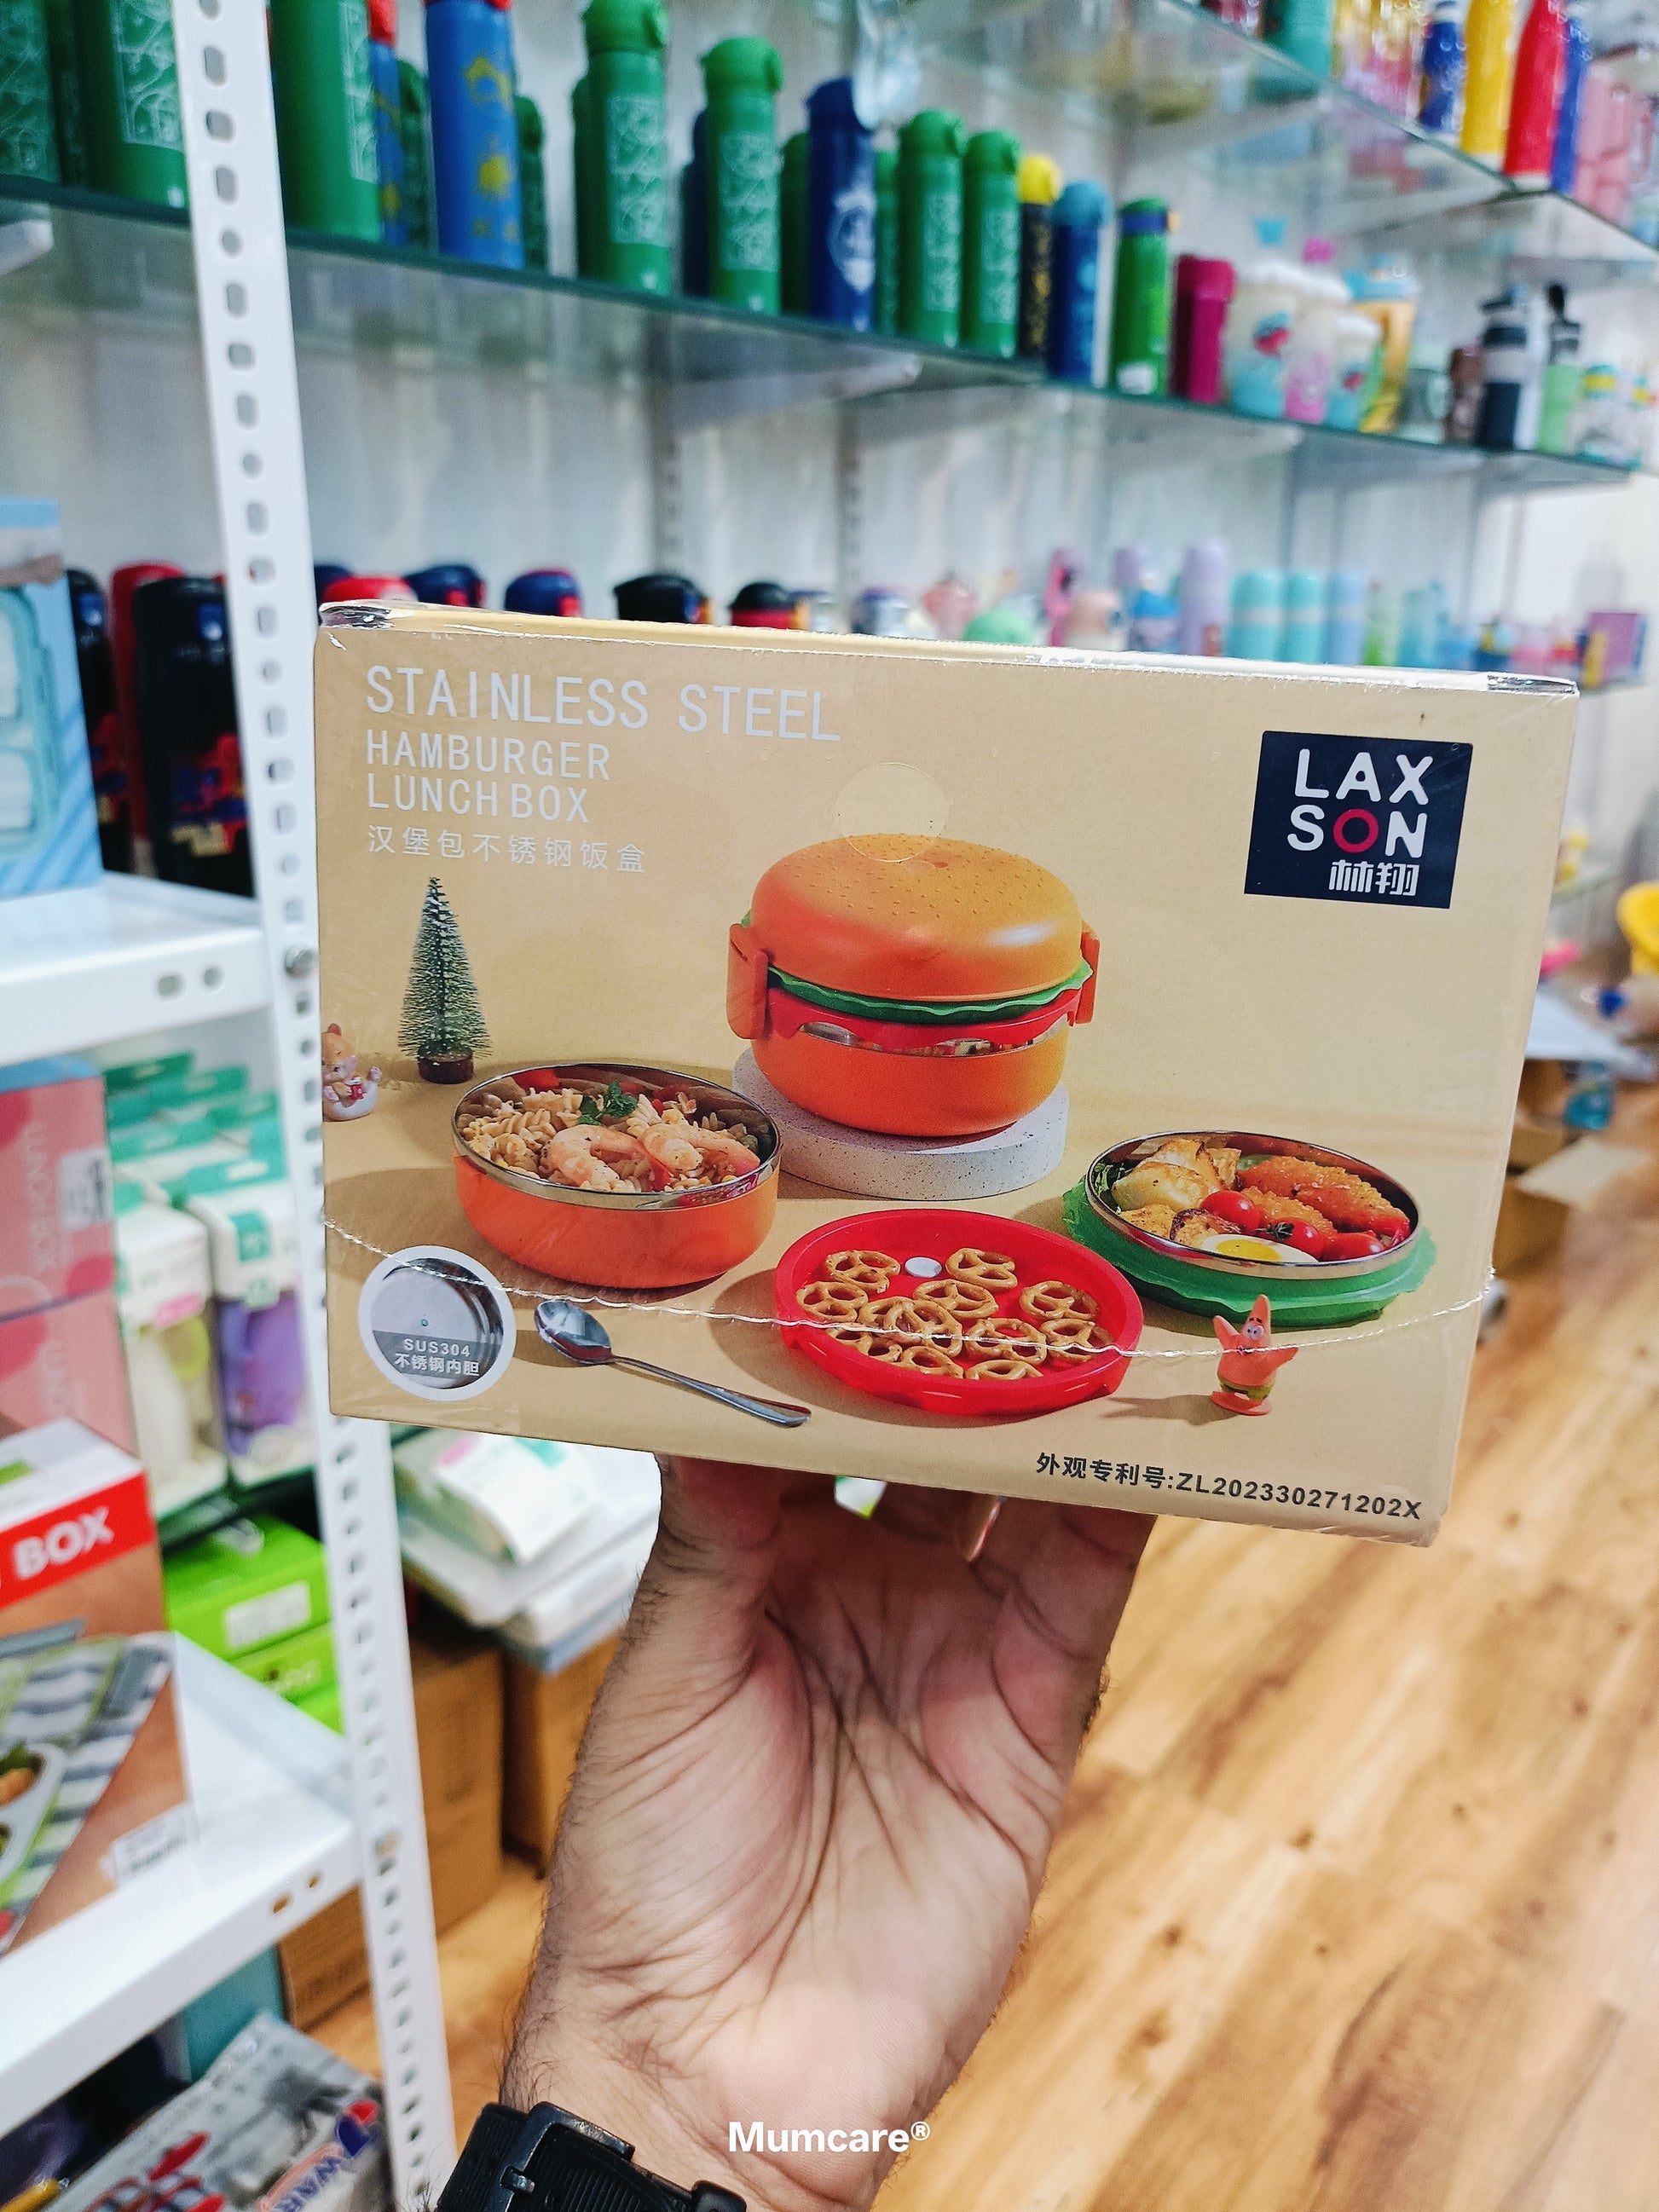 STAINLESS STEEL
HAMBURGER
LUNCH BOX
汉堡包不锈钢饭盒
LAX
SON
林翔
SUS304
不锈钢内胆
外观专利号:ZL202330271202X
BOX
Mumcare®